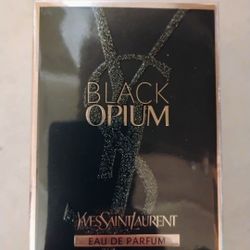 BLACK
OPIUM
YVESSAINTLAURENT
EAU DE PARFUM